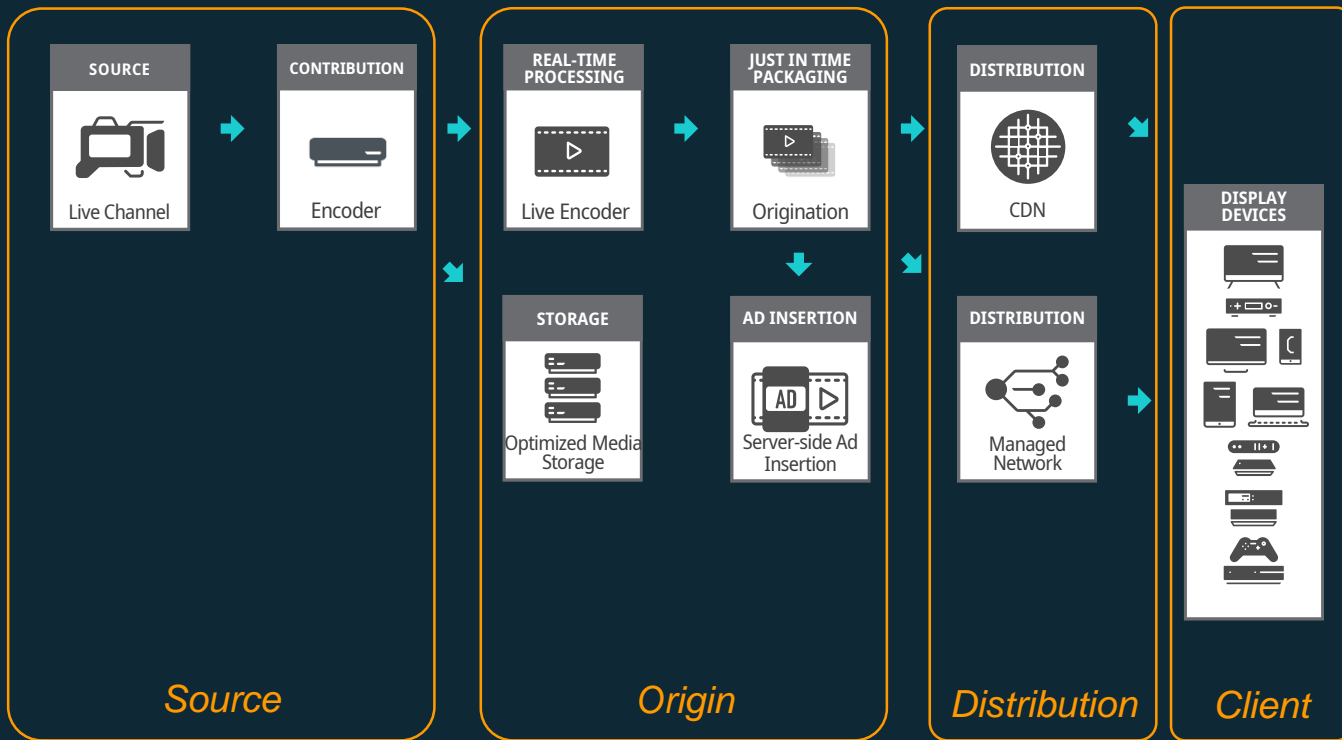 SOURCE
Live Channel
CONTRIBUTION
Encoder
REAL-TIME
PROCESSING
Live Encoder
JUST IN TIME
PACKAGING
Origination
DISTRIBUTION
CDN
STORAGE
Optimized Media
Storage
AD INSERTION
AD
Server-side Ad
Insertion
DISTRIBUTION
Managed
Network
DISPLAY
DEVICES
Source
Origin
Distribution
Client